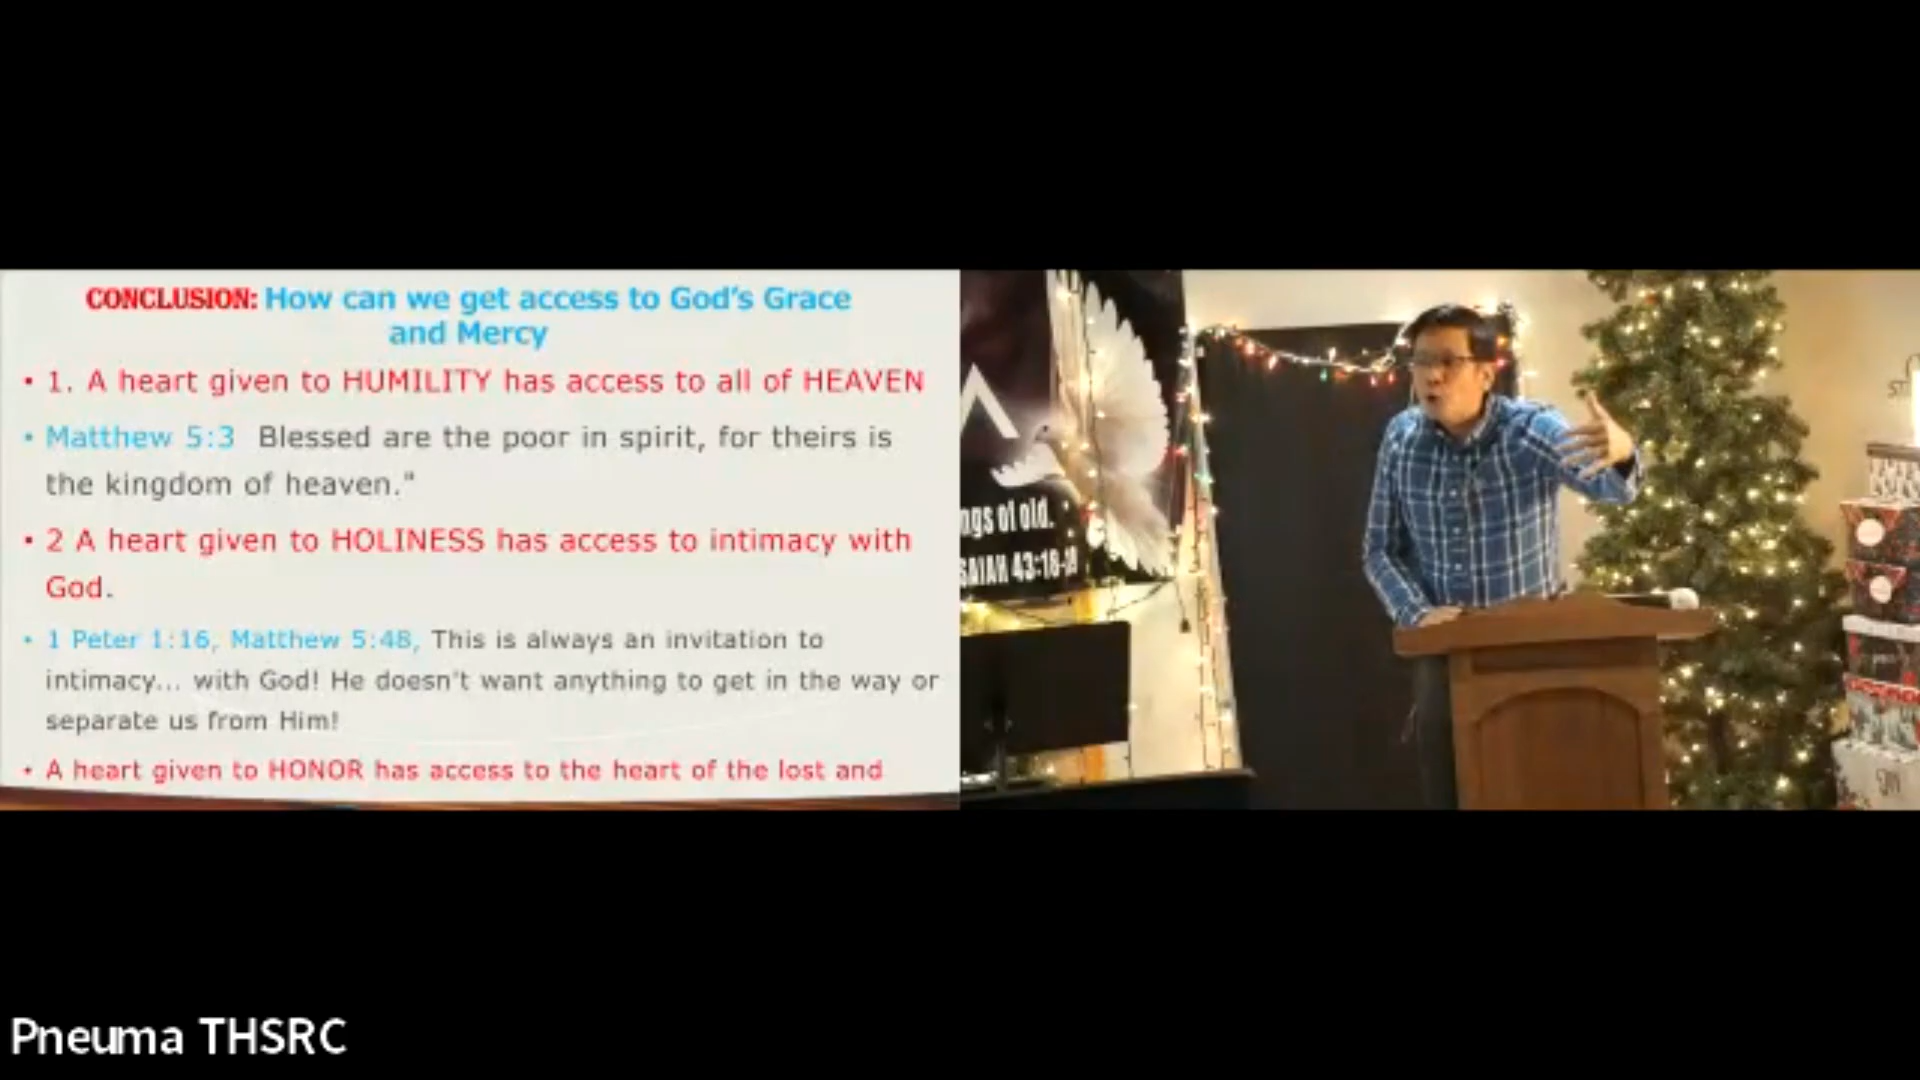 CONCLUSION: How can we get access to God's Grace
and Mercy
• 1. A heart given to HUMILITY has access to all of HEAVEN
• Matthew 5:3 Blessed are the poor in spirit, for theirs is
the kingdom of heaven."
• 2 A heart given to HOLINESS has access to intimacy with
God.
• 1 Peter 1:16, Matthew 5:48, This is always an invitation to
intimacy... with God! He doesn't want anything to get in the way or
separate us from Him!
• A heart given to HONOR has access to the heart of the lost and
of old.
43:18-19
Pneuma THSRC